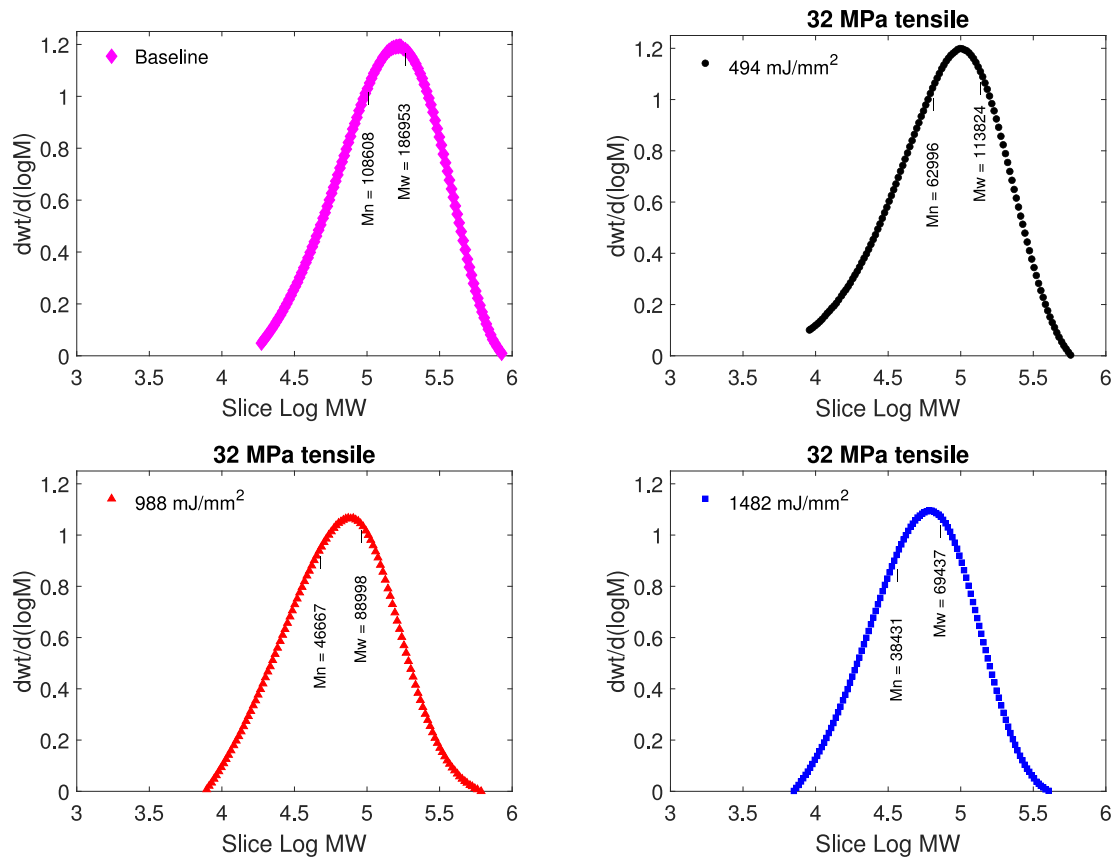 Baseline
Mn = 108608
Mw = 186953
dwt/d(logM)
0
0.2
0.4
0.6
0.8
1
1.2
3
3.5
4
4.5
5
5.5
6
Slice Log MW
32 MPa tensile
494 mJ/mm²
Mn = 62996
Mw = 113824
dwt/d(logM)
0
0.2
0.4
0.6
0.8
1
1.2
3
3.5
4
4.5
5
5.5
6
Slice Log MW
32 MPa tensile
988 mJ/mm²
Mn = 46667
Mw = 88998
dwt/d(logM)
0
0.2
0.4
0.6
0.8
1
1.2
3
3.5
4
4.5
5
5.5
6
Slice Log MW
32 MPa tensile
1482 mJ/mm²
Mn = 38431
Mw = 69437
dwt/d(logM)
0
0.2
0.4
0.6
0.8
1
1.2
3
3.5
4
4.5
5
5.5
6
Slice Log MW